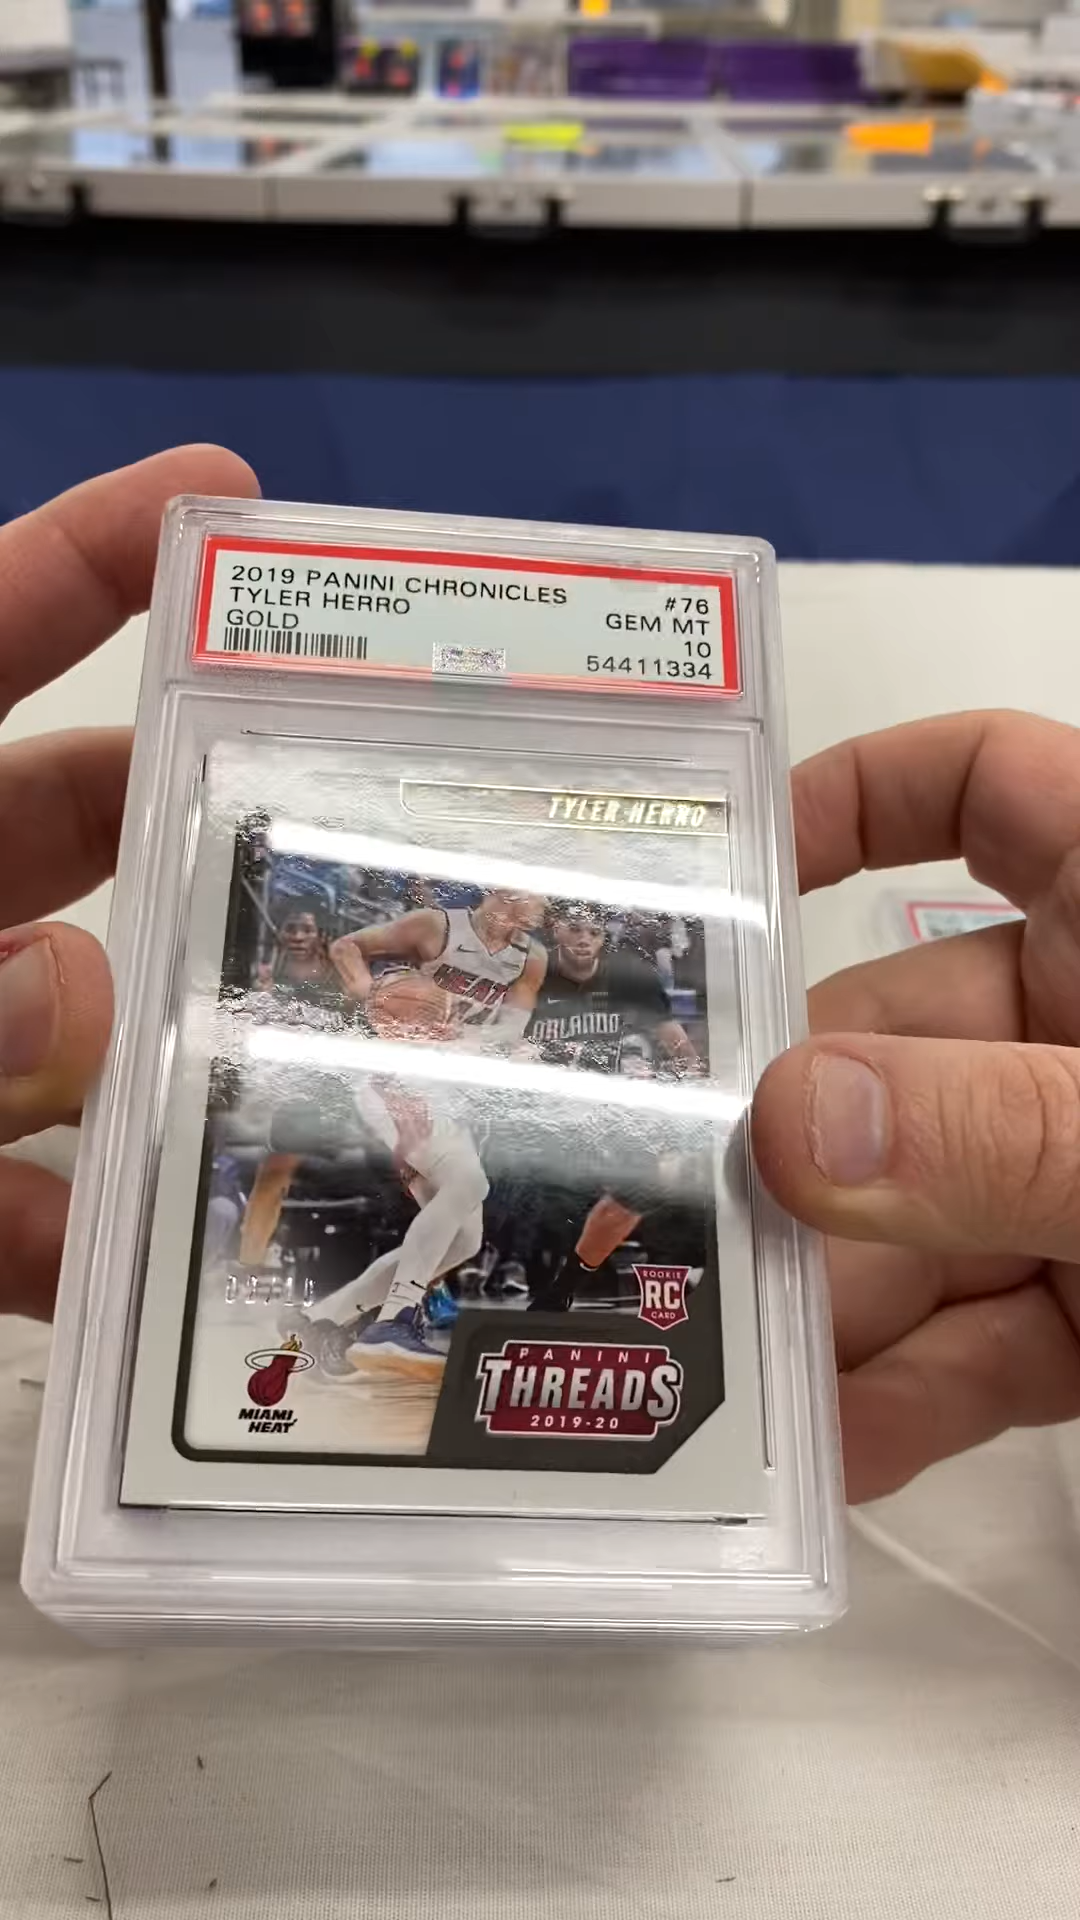 2019 PANINI CHRONICLES #76
TYLER HERRO GEM MT
GOLD 10
54411334
TYLER HERRO
HEAT
ORLANDO
ROOKIE
RC
CARD
PANINI
THREADS
2019-20
MIAMI
HEAT